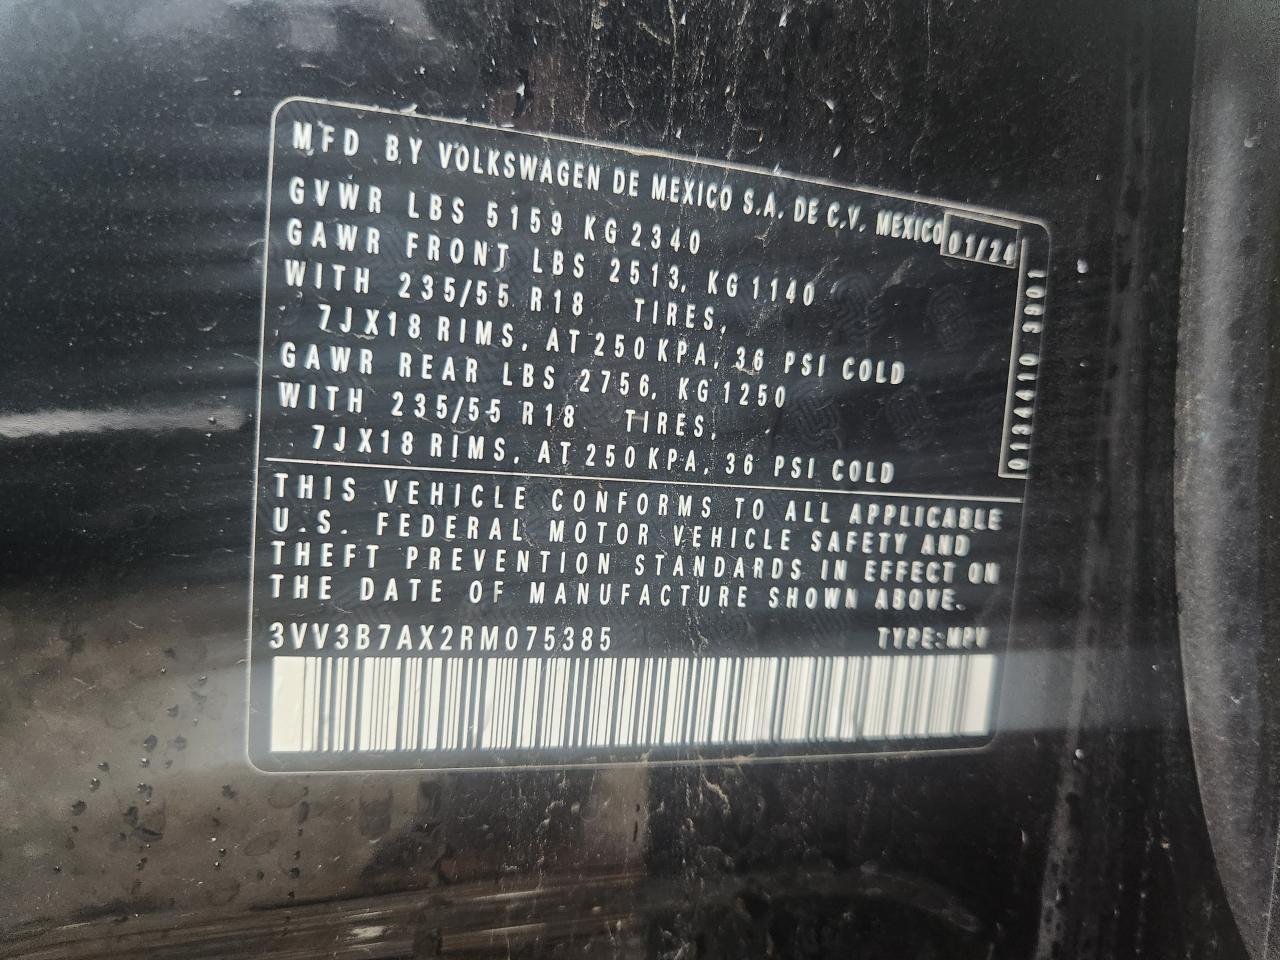 MFD BY VOLKSWAGEN DE MEXICO S.A. DE C.V. MEXICO 01/24
GVWR LBS 5159 KG 2340
GAWR FRONT LBS 2513, KG 1140
WITH 235/55 R18 TIRES,
7JX18 RIMS, AT 250 KPA, 36 PSI COLD
GAWR REAR LBS 2756, KG 1250
WITH 235/55 R18 TIRES,
7JX18 RIMS, AT 250 KPA, 36 PSI COLD
THIS VEHICLE CONFORMS TO ALL APPLICABLE
U.S. FEDERAL MOTOR VEHICLE SAFETY AND
THEFT PREVENTION STANDARDS IN EFFECT ON
THE DATE OF MANUFACTURE SHOWN ABOVE.
3VV3B7AX2RM075385 TYPE:MPV